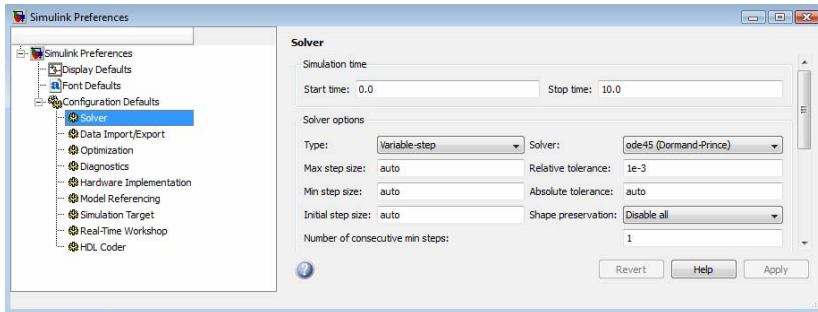 Simulink Preferences
Simulink Preferences
Display Defaults
Font Defaults
Configuration Defaults
Solver
Data Import/Export
Optimization
Diagnostics
Hardware Implementation
Model Referencing
Simulation Target
Real-Time Workshop
HDL Coder
Solver
Simulation time
Start time: 0.0 Stop time: 10.0
Solver options
Type: Variable-step Solver: ode45 (Dormand-Prince)
Max step size: auto Relative tolerance: 1e-3
Min step size: auto Absolute tolerance: auto
Initial step size: auto Shape preservation: Disable all
Number of consecutive min steps: 1
Revert Help Apply